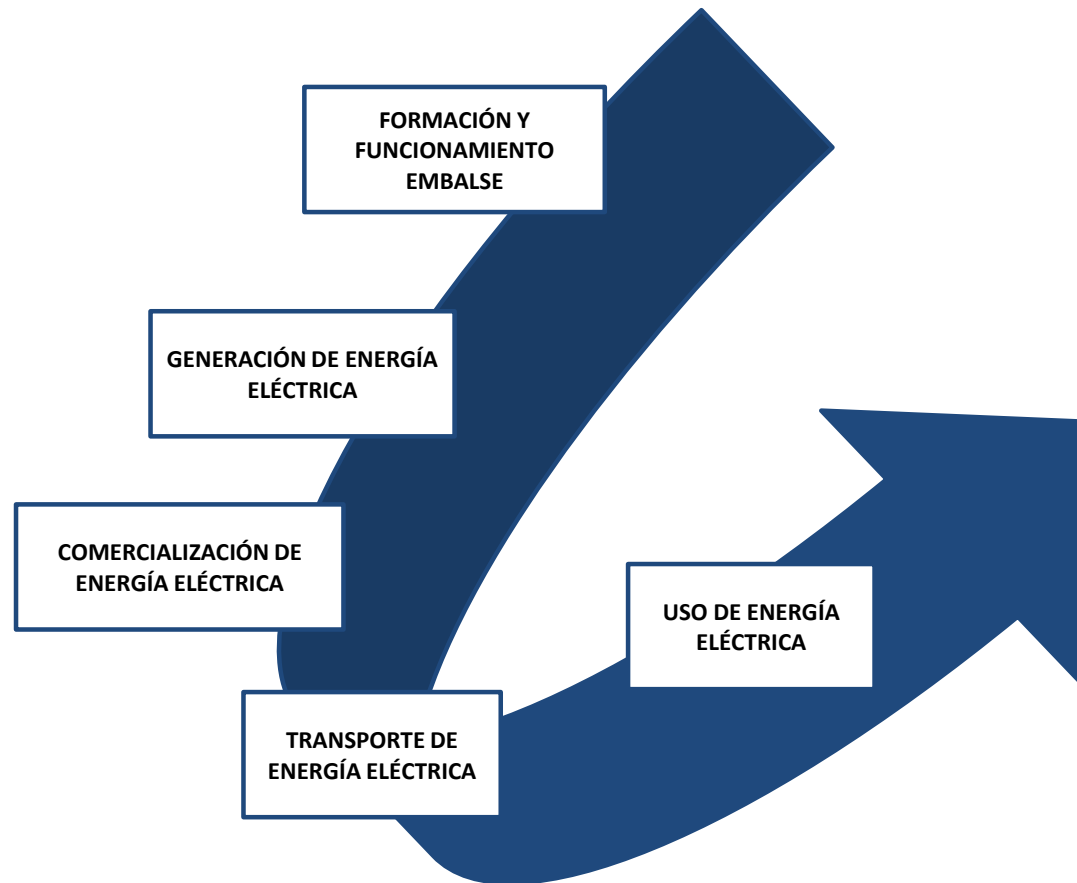 FORMACIÓN Y
FUNCIONAMIENTO
EMBALSE
GENERACIÓN DE ENERGÍA
ELÉCTRICA
COMERCIALIZACIÓN DE
ENERGÍA ELÉCTRICA
TRANSPORTE DE
ENERGÍA ELÉCTRICA
USO DE ENERGÍA
ELÉCTRICA